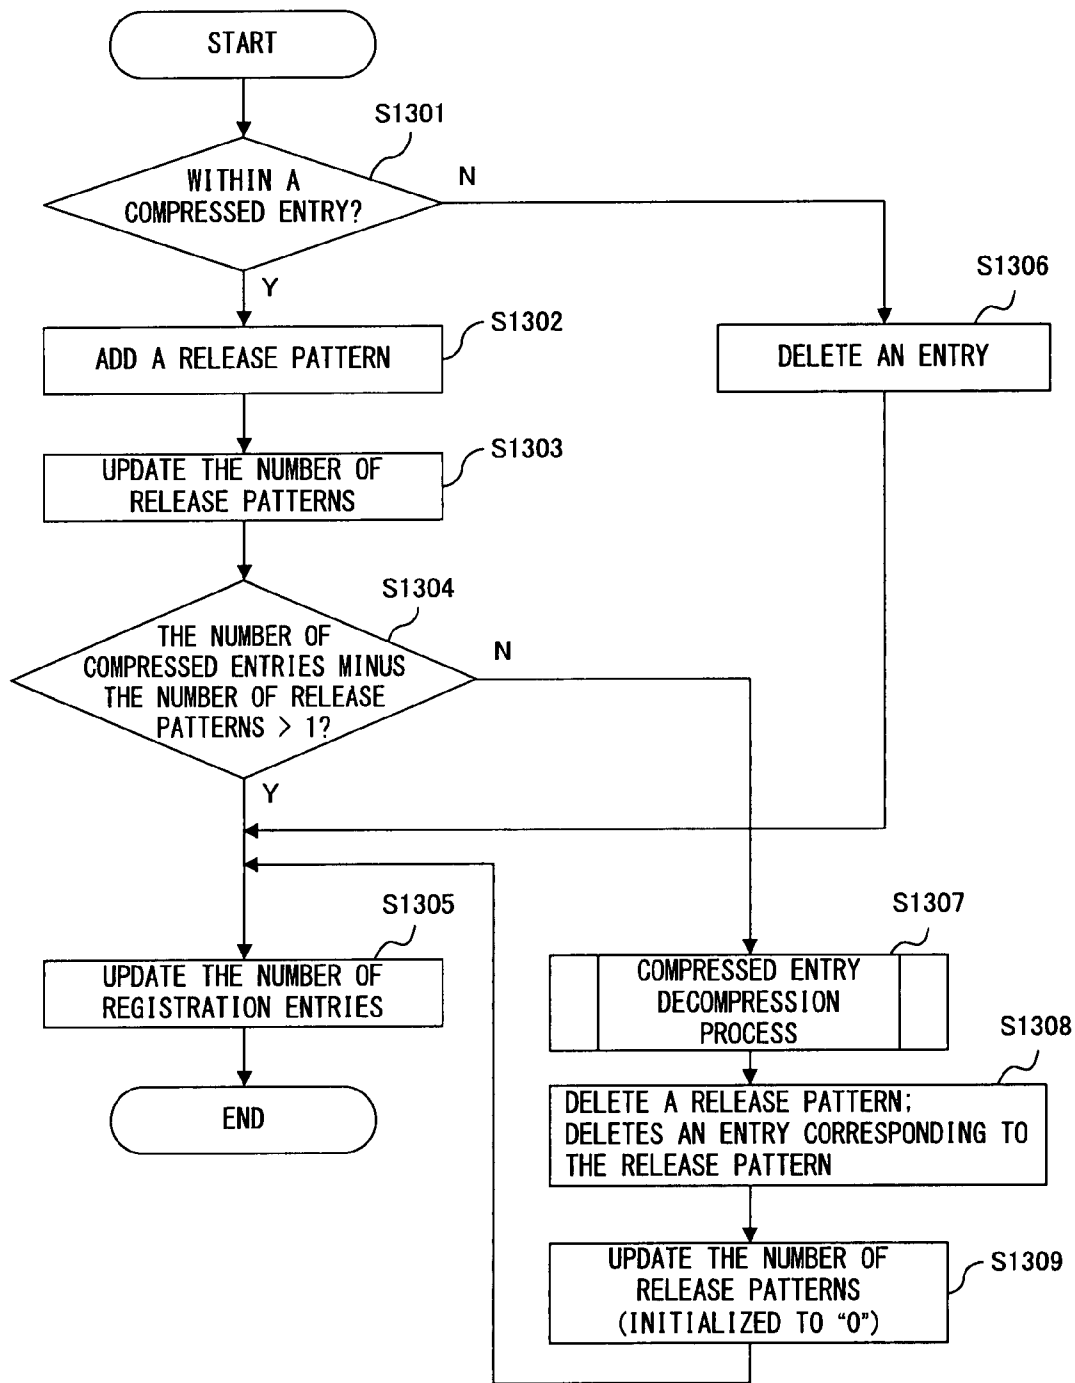 START
S1301
WITHIN A
COMPRESSED ENTRY?
N
Y
S1306
DELETE AN ENTRY
S1302
ADD A RELEASE PATTERN
S1303
UPDATE THE NUMBER OF
RELEASE PATTERNS
S1304
THE NUMBER OF
COMPRESSED ENTRIES MINUS
THE NUMBER OF RELEASE
PATTERNS > 1?
N
Y
S1305
UPDATE THE NUMBER OF
REGISTRATION ENTRIES
END
S1307
COMPRESSED ENTRY
DECOMPRESSION
PROCESS
S1308
DELETE A RELEASE PATTERN;
DELETES AN ENTRY CORRESPONDING TO
THE RELEASE PATTERN
S1309
UPDATE THE NUMBER OF
RELEASE PATTERNS
(INITIALIZED TO “0”)